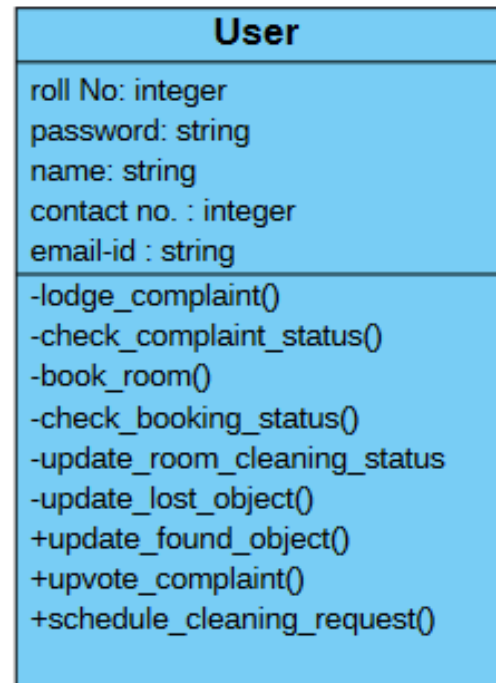 User
roll No: integer
password: string
name: string
contact no. : integer
email-id : string
-lodge_complaint()
-check_complaint_status()
-book_room()
-check_booking_status()
-update_room_cleaning_status
-update_lost_object()
+update_found_object()
+upvote_complaint()
+schedule_cleaning_request()